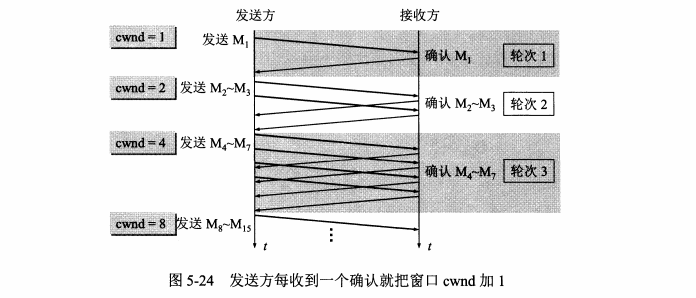 发送方 接收方
cwnd = 1 发送 M1 确认 M1 轮次 1
cwnd = 2 发送 M2~M3 确认 M2~M3 轮次 2
cwnd = 4 发送 M4~M7 确认 M4~M7 轮次 3
cwnd = 8 发送 M8~M15
t t
图 5-24 发送方每收到一个确认就把窗口 cwnd 加 1